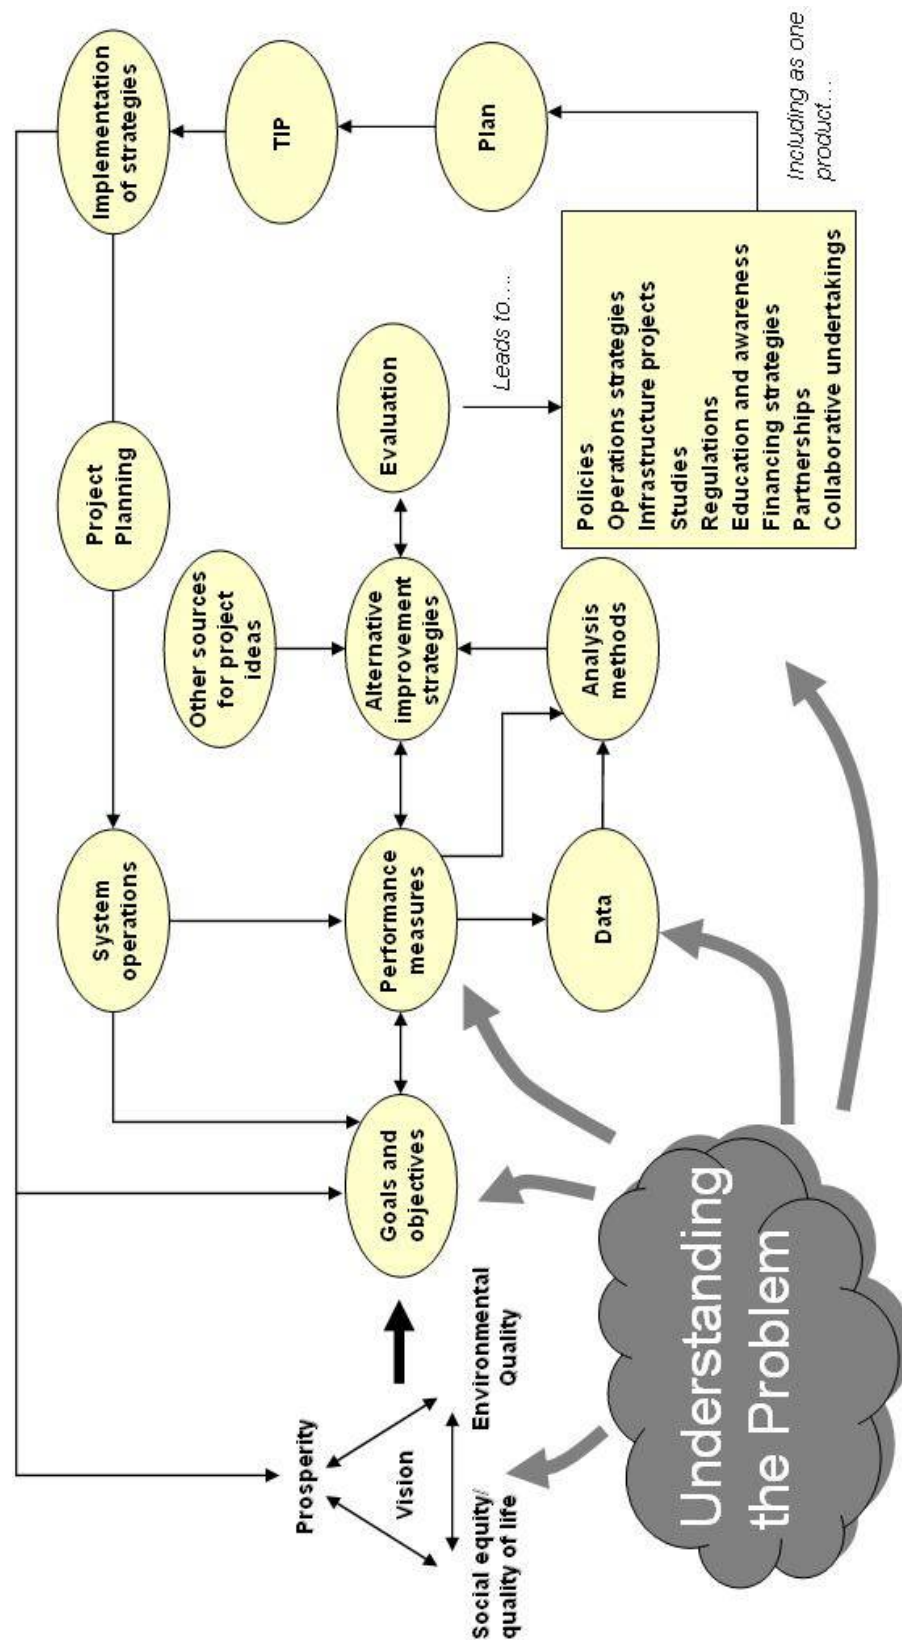 Implementation
of strategies
Project
Planning
System
operations
TIP
Other sources
for project
ideas
Prosperity
Vision
Social equity/
quality of life
Environmental
Quality
Goals and
objectives
Performance
measures
Alternative
improvement
strategies
Evaluation
Plan
Leads to....
Data
Analysis
methods
Policies
Operations strategies
Infrastructure projects
Studies
Regulations
Education and awareness
Financing strategies
Partnerships
Collaborative undertakings
Including as one
product...
Understanding
the Problem